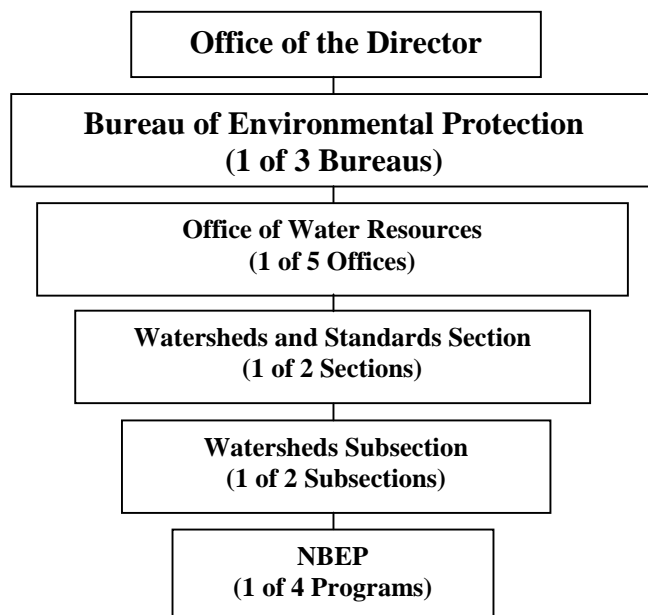 Office of the Director
Bureau of Environmental Protection
(1 of 3 Bureaus)
Office of Water Resources
(1 of 5 Offices)
Watersheds and Standards Section
(1 of 2 Sections)
Watersheds Subsection
(1 of 2 Subsections)
NBEP
(1 of 4 Programs)